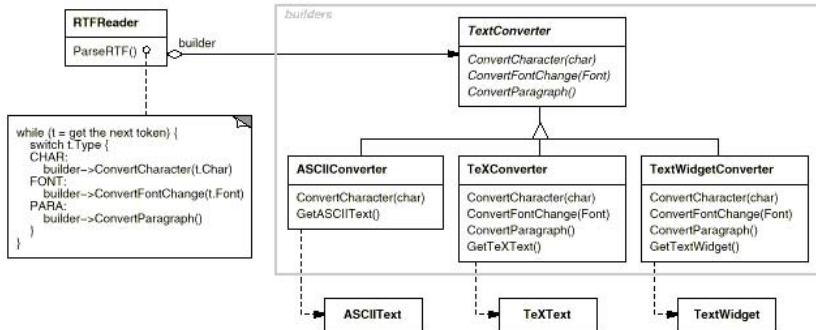 builders
RTFReader
ParseRTF()
builder
TextConverter
ConvertCharacter(char)
ConvertFontChange(Font)
ConvertParagraph()
while (t = get the next token) {
switch t.Type {
CHAR:
builder->ConvertCharacter(t.Char)
FONT:
builder->ConvertFontChange(t.Font)
PARA:
builder->ConvertParagraph()
}
}
ASCIIConverter
ConvertCharacter(char)
GetASCIIText()
TeXConverter
ConvertCharacter(char)
ConvertFontChange(Font)
ConvertParagraph()
GetTeXText()
TextWidgetConverter
ConvertCharacter(char)
ConvertFontChange(Font)
ConvertParagraph()
GetTextWidget()
ASCIIText
TeXText
TextWidget